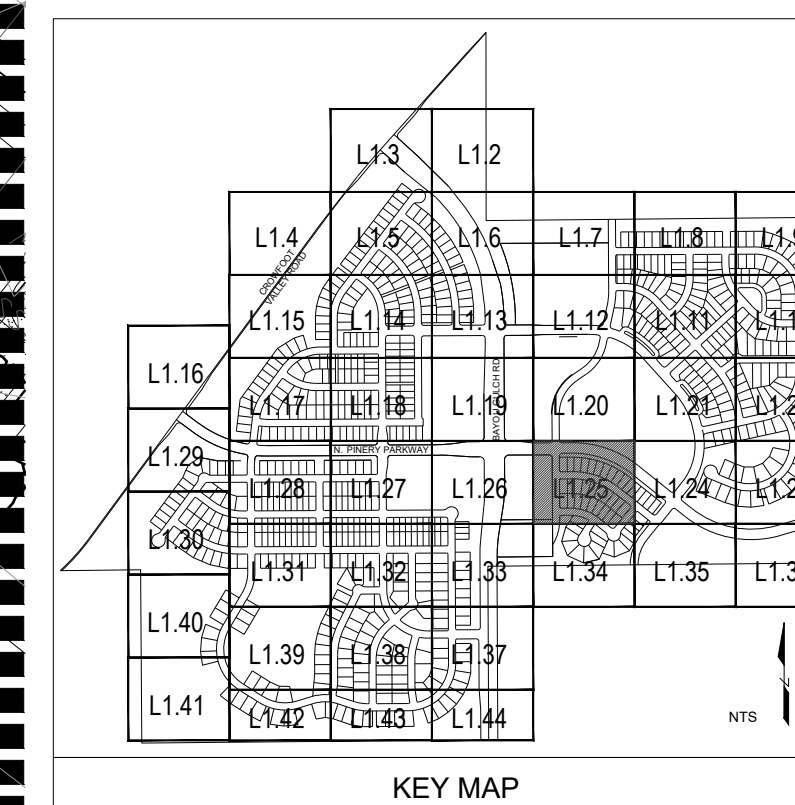 L1.3 L1.2
L1.4 L1.5 L1.6 L1.7 L1.8
CROWFOOT
VALLEY ROAD
L1.15 L1.14 L1.13 L1.12 L1.11
L1.16
L1.17 L1.18 L1.19 L1.20 L1.21
BAYOU GULCH RD
N. PINERY PARKWAY
L1.29
L1.28 L1.27 L1.26 L1.25 L1.24
L1.30
L1.31 L1.32 L1.33 L1.34 L1.35
L1.40
L1.39 L1.38 L1.37
L1.41
L1.42 L1.43 L1.44
NTS
N
KEY MAP